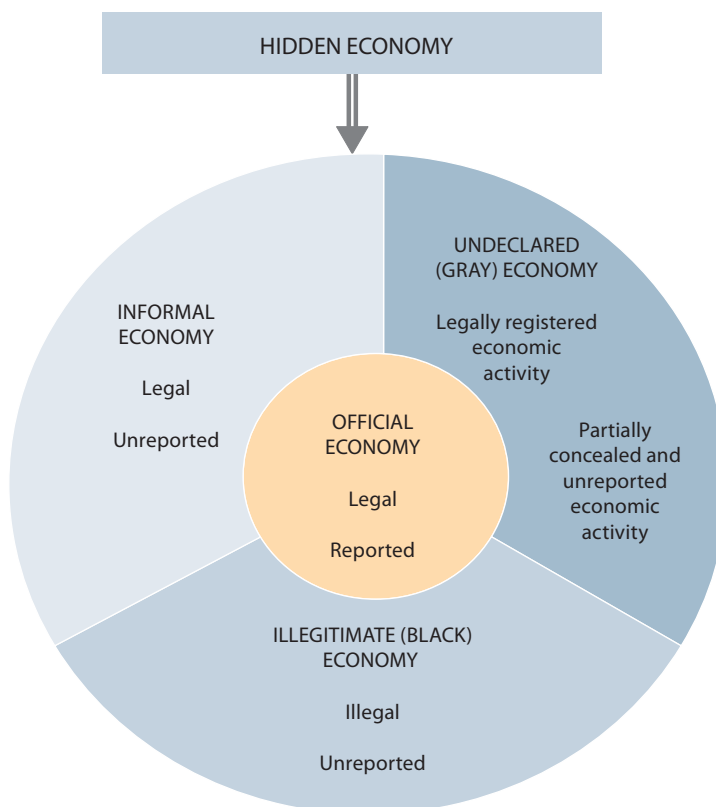 HIDDEN ECONOMY
INFORMAL
ECONOMY
Legal
Unreported
UNDECLARED
(GRAY) ECONOMY
Legally registered
economic
activity
Partially
concealed and
unreported
economic
activity
OFFICIAL
ECONOMY
Legal
Reported
ILLEGITIMATE (BLACK)
ECONOMY
Illegal
Unreported